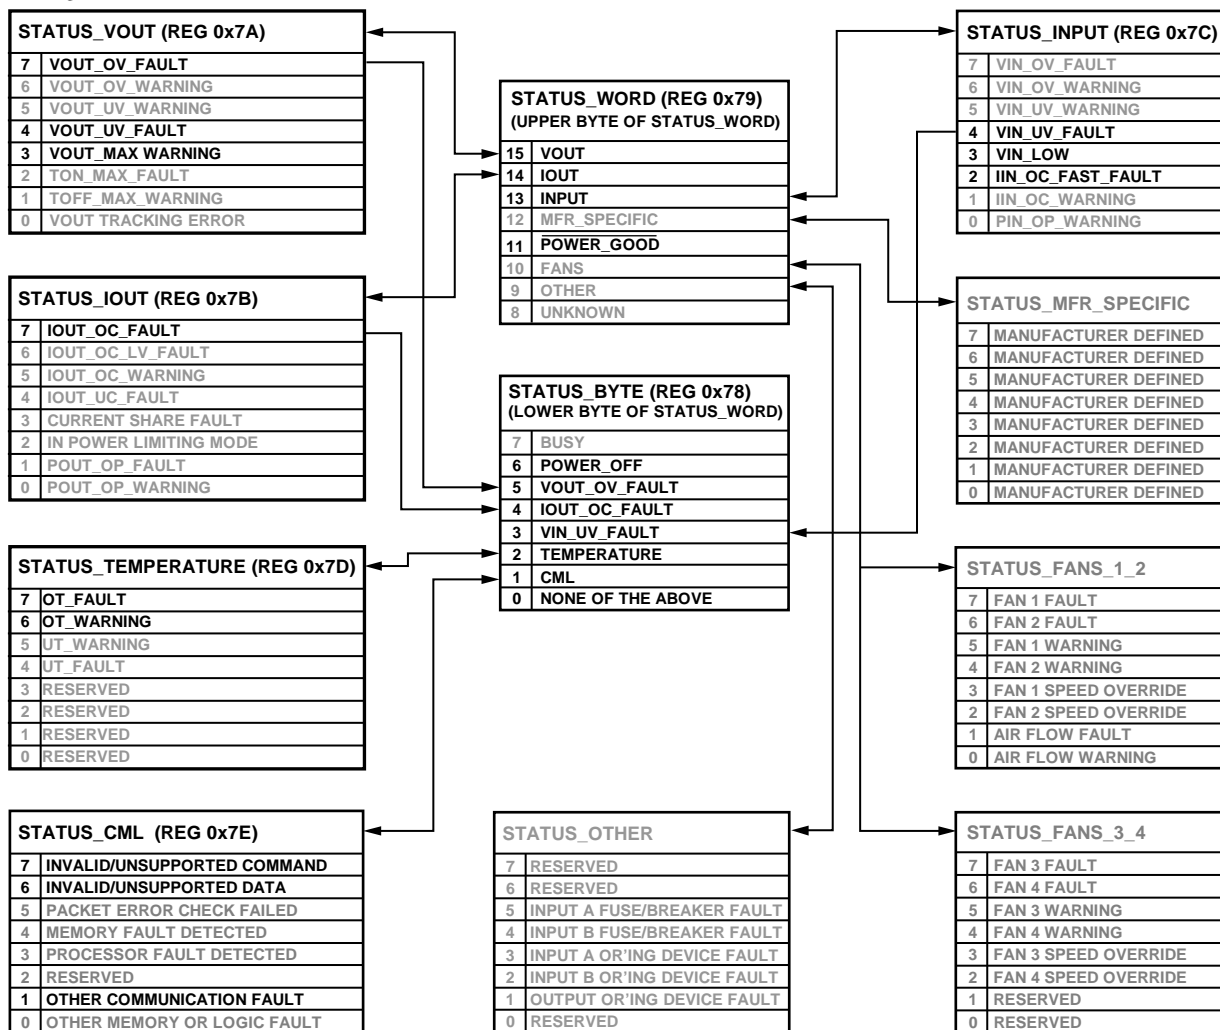 STATUS_VOUT (REG 0x7A)
7 VOUT_OV_FAULT
6 VOUT_OV_WARNING
5 VOUT_UV_WARNING
4 VOUT_UV_FAULT
3 VOUT_MAX WARNING
2 TON_MAX_FAULT
1 TOFF_MAX_WARNING
0 VOUT TRACKING ERROR
STATUS_IOUT (REG 0x7B)
7 IOUT_OC_FAULT
6 IOUT_OC_LV_FAULT
5 IOUT_OC_WARNING
4 IOUT_UC_FAULT
3 CURRENT SHARE FAULT
2 IN POWER LIMITING MODE
1 POUT_OP_FAULT
0 POUT_OP_WARNING
STATUS_TEMPERATURE (REG 0x7D)
7 OT_FAULT
6 OT_WARNING
5 UT_WARNING
4 UT_FAULT
3 RESERVED
2 RESERVED
1 RESERVED
0 RESERVED
STATUS_CML (REG 0x7E)
7 INVALID/UNSUPPORTED COMMAND
6 INVALID/UNSUPPORTED DATA
5 PACKET ERROR CHECK FAILED
4 MEMORY FAULT DETECTED
3 PROCESSOR FAULT DETECTED
2 RESERVED
1 OTHER COMMUNICATION FAULT
0 OTHER MEMORY OR LOGIC FAULT
STATUS_WORD (REG 0x79)
(UPPER BYTE OF STATUS_WORD)
15 VOUT
14 IOUT
13 INPUT
12 MFR_SPECIFIC
11 POWER_GOOD
10 FANS
9 OTHER
8 UNKNOWN
STATUS_BYTE (REG 0x78)
(LOWER BYTE OF STATUS_WORD)
7 BUSY
6 POWER_OFF
5 VOUT_OV_FAULT
4 IOUT_OC_FAULT
3 VIN_UV_FAULT
2 TEMPERATURE
1 CML
0 NONE OF THE ABOVE
STATUS_OTHER
7 RESERVED
6 RESERVED
5 INPUT A FUSE/BREAKER FAULT
4 INPUT B FUSE/BREAKER FAULT
3 INPUT A OR'ING DEVICE FAULT
2 INPUT B OR'ING DEVICE FAULT
1 OUTPUT OR'ING DEVICE FAULT
0 RESERVED
STATUS_INPUT (REG 0x7C)
7 VIN_OV_FAULT
6 VIN_OV_WARNING
5 VIN_UV_WARNING
4 VIN_UV_FAULT
3 VIN_LOW
2 IIN_OC_FAST_FAULT
1 IIN_OC_WARNING
0 PIN_OP_WARNING
STATUS_MFR_SPECIFIC
7 MANUFACTURER DEFINED
6 MANUFACTURER DEFINED
5 MANUFACTURER DEFINED
4 MANUFACTURER DEFINED
3 MANUFACTURER DEFINED
2 MANUFACTURER DEFINED
1 MANUFACTURER DEFINED
0 MANUFACTURER DEFINED
STATUS_FANS_1_2
7 FAN 1 FAULT
6 FAN 2 FAULT
5 FAN 1 WARNING
4 FAN 2 WARNING
3 FAN 1 SPEED OVERRIDE
2 FAN 2 SPEED OVERRIDE
1 AIR FLOW FAULT
0 AIR FLOW WARNING
STATUS_FANS_3_4
7 FAN 3 FAULT
6 FAN 4 FAULT
5 FAN 3 WARNING
4 FAN 4 WARNING
3 FAN 3 SPEED OVERRIDE
2 FAN 4 SPEED OVERRIDE
1 RESERVED
0 RESERVED